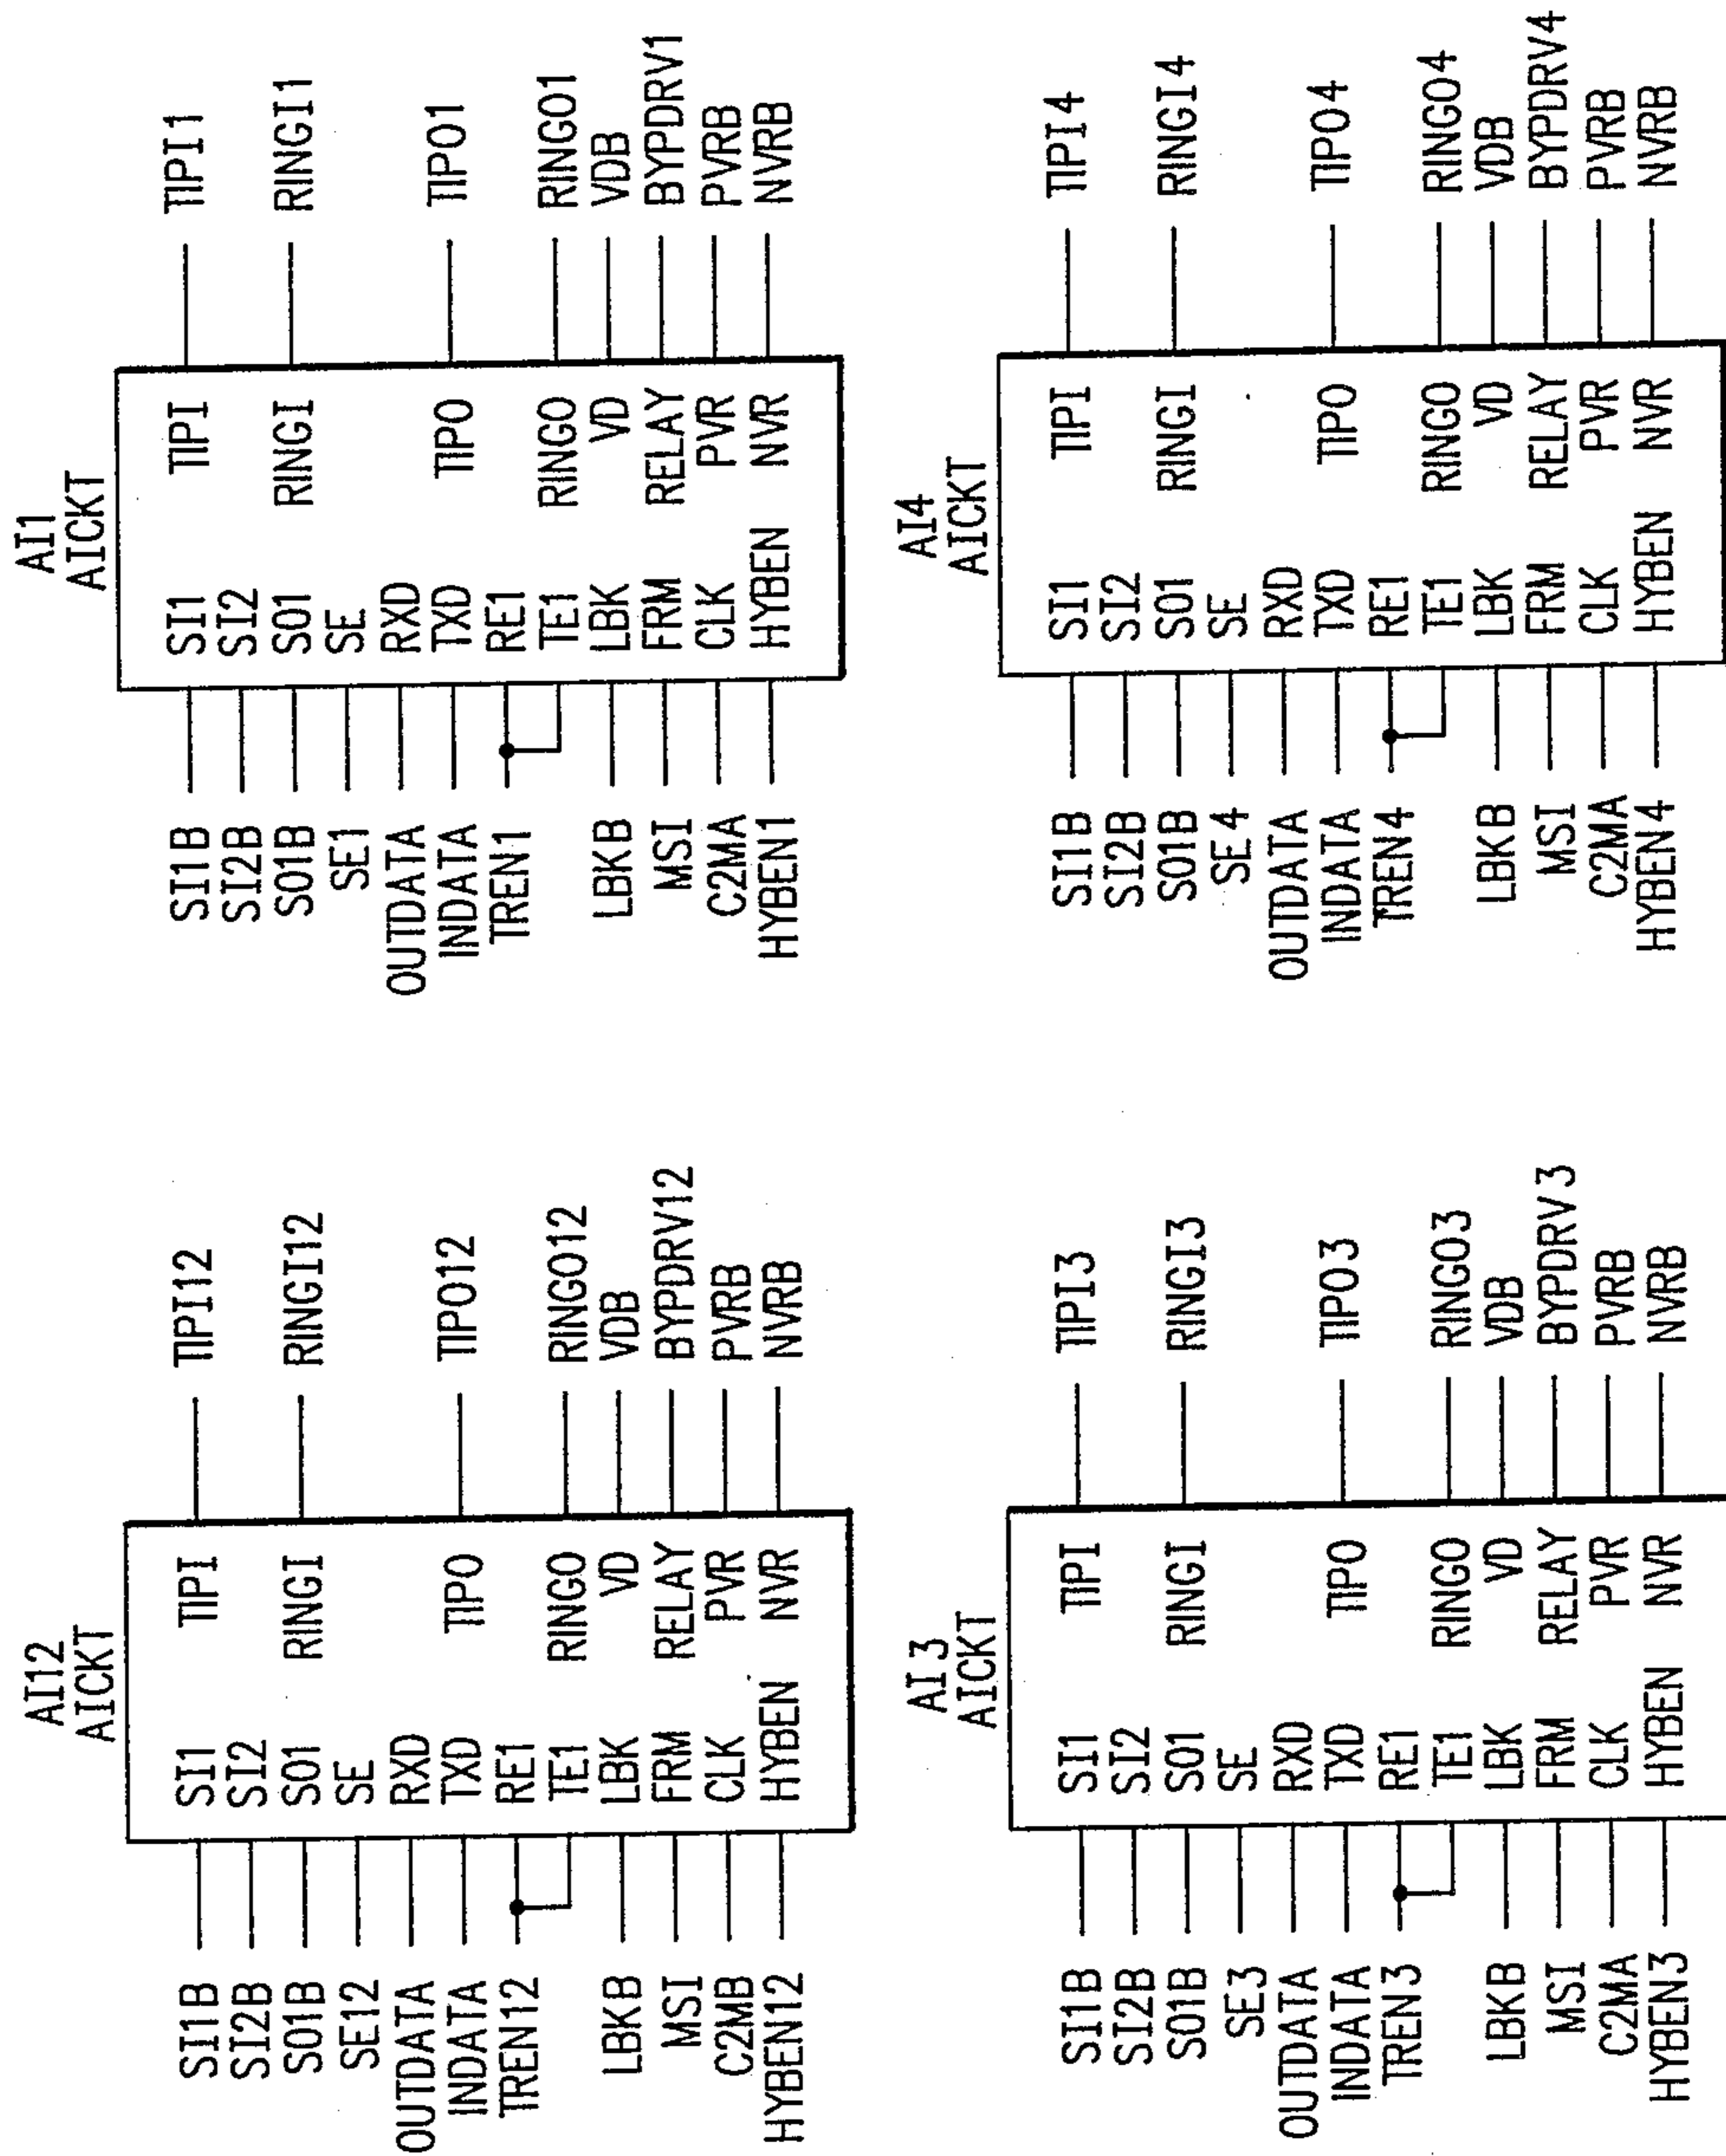 AI12
AICKT
SI1B SI1 TIPI TIPI12
SI2B SI2
SO1B SO1 RINGI RINGI12
SE12 SE
OUTDATA RXD
INDATA TXD TIPO TIPO12
TREN12 RE1
TE1 RINGO RINGO12
LBKB LBK VD VDB
MSI FRM RELAY BYPDRV12
C2MB CLK PVR PVRB
HYBEN12 HYBEN NVR NVRB
AI1
AICKT
SI1B SI1 TIPI TIPI1
SI2B SI2
SO1B SO1 RINGI RINGI1
SE1 SE
OUTDATA RXD
INDATA TXD TIPO TIPO1
TREN1 RE1
TE1 RINGO RINGO1
LBKB LBK VD VDB
MSI FRM RELAY BYPDRV1
C2MA CLK PVR PVRB
HYBEN1 HYBEN NVR NVRB
AI3
AICKT
SI1B SI1 TIPI TIPI3
SI2B SI2
SO1B SO1 RINGI RINGI3
SE3 SE
OUTDATA RXD
INDATA TXD TIPO TIPO3
TREN3 RE1
TE1 RINGO RINGO3
LBKB LBK VD VDB
MSI FRM RELAY BYPDRV3
C2MA CLK PVR PVRB
HYBEN3 HYBEN NVR NVRB
AI4
AICKT
SI1B SI1 TIPI TIPI4
SI2B SI2
SO1B SO1 RINGI RINGI4
SE4 SE
OUTDATA RXD
INDATA TXD TIPO TIPO4
TREN4 RE1
TE1 RINGO RINGO4
LBKB LBK VD VDB
MSI FRM RELAY BYPDRV4
C2MA CLK PVR PVRB
HYBEN4 HYBEN NVR NVRB